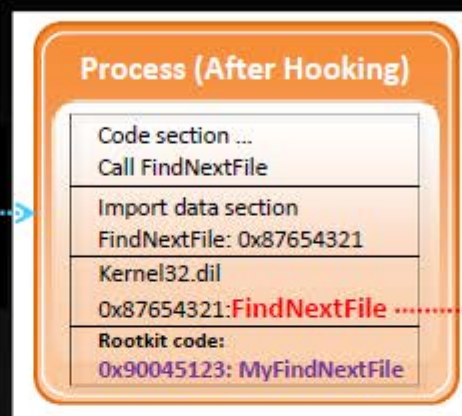 Process (After Hooking)
Code section ...
Call FindNextFile
Import data section
FindNextFile: 0x87654321
Kernel32.dil
0x87654321:FindNextFile
Rootkit code:
0x90045123: MyFindNextFile